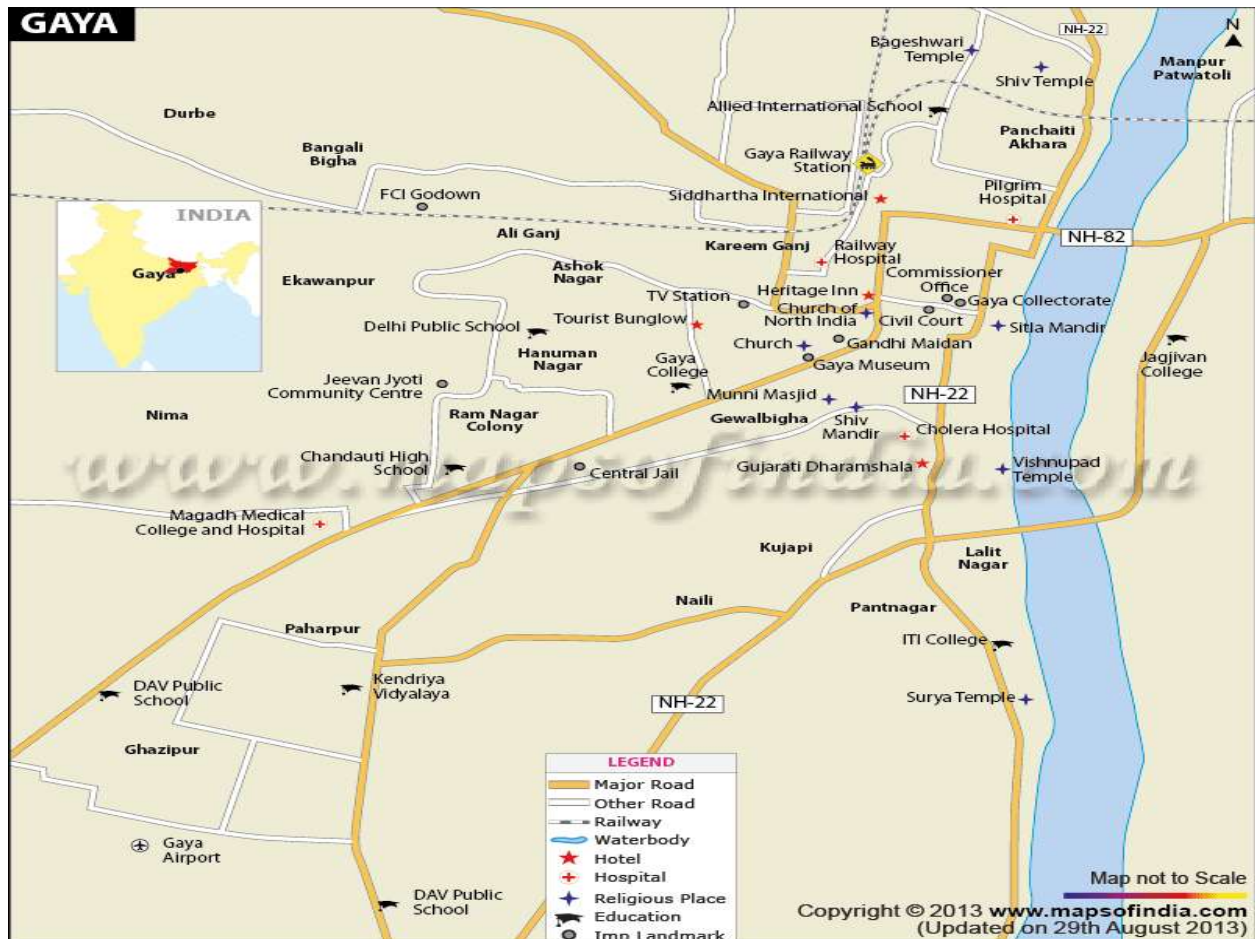 GAYA
NH-22
N
Bageshwari
Temple
Manpur
Patwatoli
Shiv Temple
Durbe
Allied International School
Bangali
Bigha
Panchaiti
Akhara
Gaya Railway
Station
FCI Godown
Siddhartha International
Pilgrim
Hospital
INDIA
Gaya
Ali Ganj
Kareem Ganj
Railway
Hospital
NH-82
Ekawanpur
Ashok
Nagar
Commissioner
Office
TV Station
Heritage Inn
Gaya Collectorate
Church of
North India
Civil Court
Delhi Public School
Tourist Bunglow
Sitla Mandir
Hanuman
Nagar
Church
Gandhi Maidan
Gaya
College
Gaya Museum
Jagjivan
College
Jeevan Jyoti
Community Centre
Munni Masjid
NH-22
Nima
Ram Nagar
Colony
Gewalbigha
Shiv
Mandir
Cholera Hospital
Chandauti High
School
Central Jail
Gujarati Dharamshala
Vishnupad
Temple
www.mapsofindia.com
Magadh Medical
College and Hospital
Kujapi
Lalit
Nagar
Naili
Pantnagar
Paharpur
ITI College
DAV Public
School
Kendriya
Vidyalaya
Surya Temple
NH-22
Ghazipur
Gaya
Airport
DAV Public
School
LEGEND
Major Road
Other Road
Railway
Waterbody
Hotel
Hospital
Religious Place
Education
Imp Landmark
Map not to Scale
Copyright © 2013 www.mapsofindia.com
(Updated on 29th August 2013)